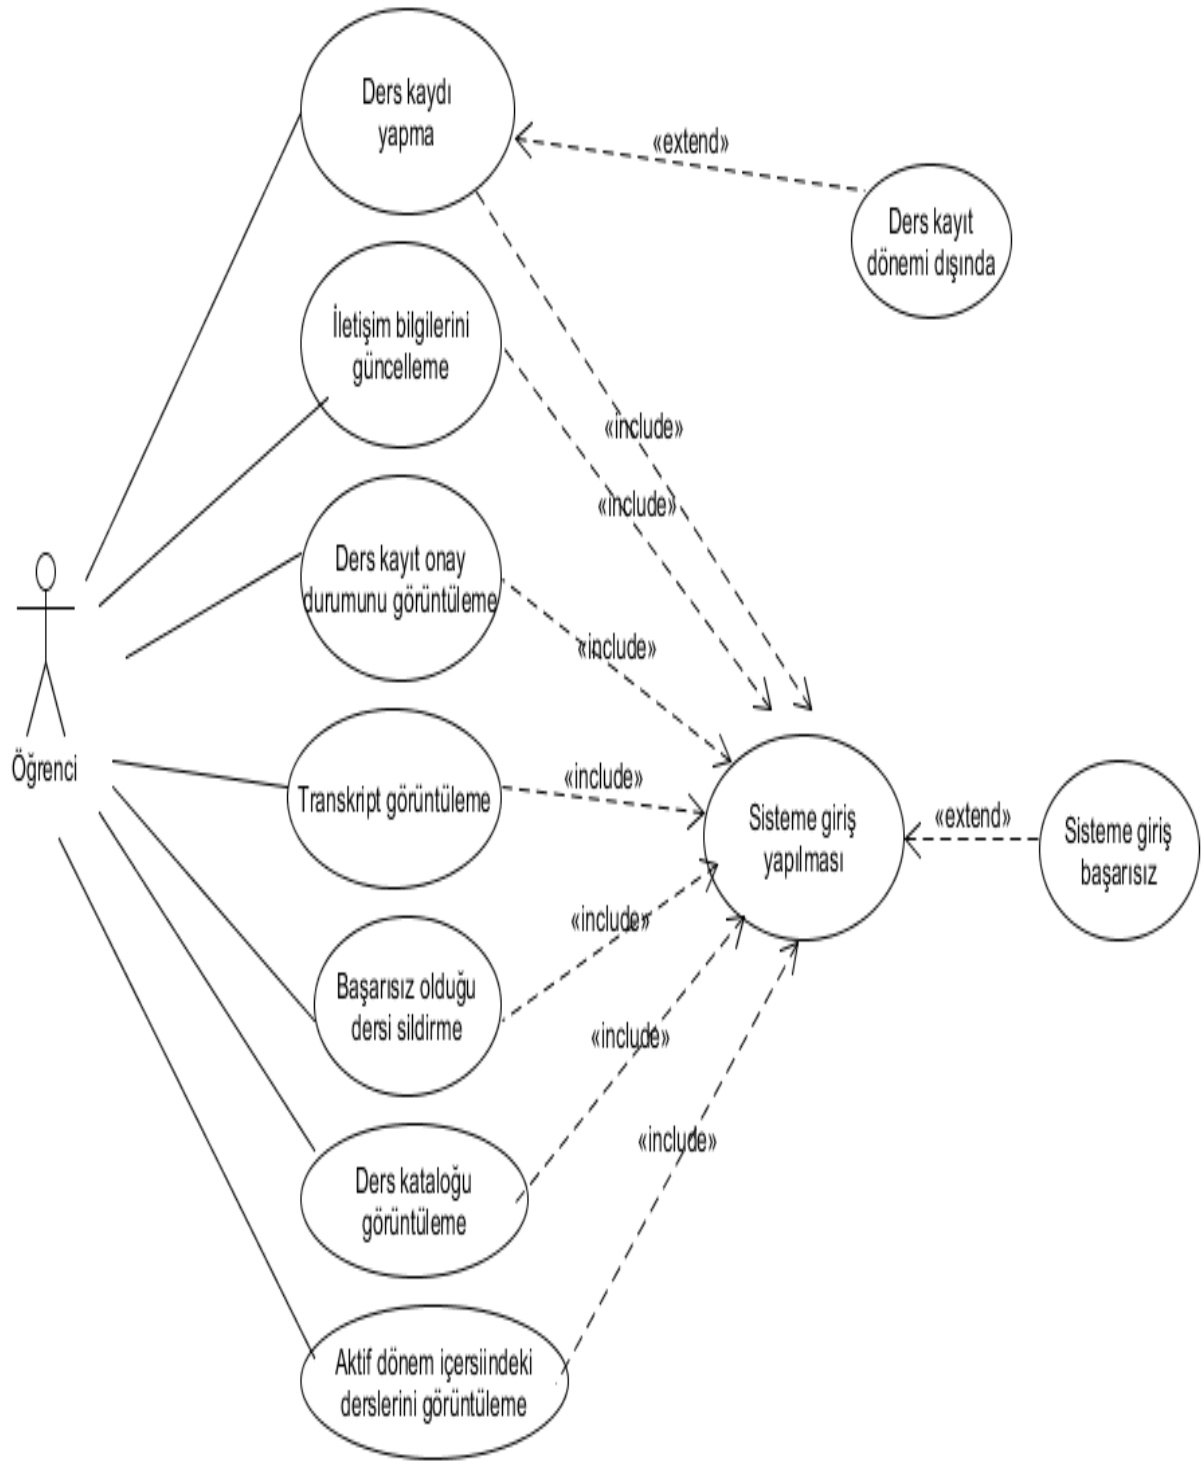 Ders kaydı
yapma
«extend»
Ders kayıt
dönemi dışında
İletişim bilgilerini
güncelleme
«include»
«include»
Ders kayıt onay
durumunu görüntüleme
«include»
Öğrenci
Transkript görüntüleme
«include»
Sisteme giriş
yapılması
«extend»
Sisteme giriş
başarısız
Başarısız olduğu
dersi sildirme
«include»
«include»
Ders kataloğu
görüntüleme
«include»
Aktif dönem içersiindeki
derslerini görüntüleme